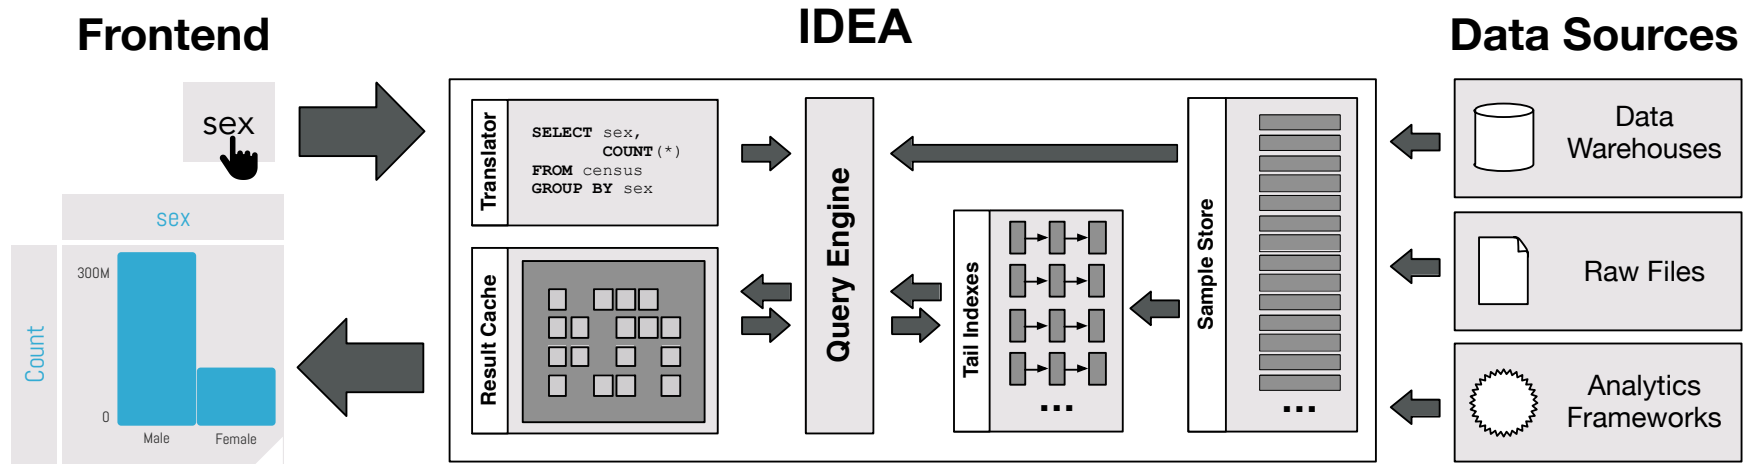 Frontend
IDEA
Data Sources
sex
sex
300M
0
Count
Male
Female
Translator
SELECT sex,
COUNT(*)
FROM census
GROUP BY sex
Result Cache
Query Engine
Tail Indexes
...
Sample Store
...
Data
Warehouses
Raw Files
Analytics
Frameworks